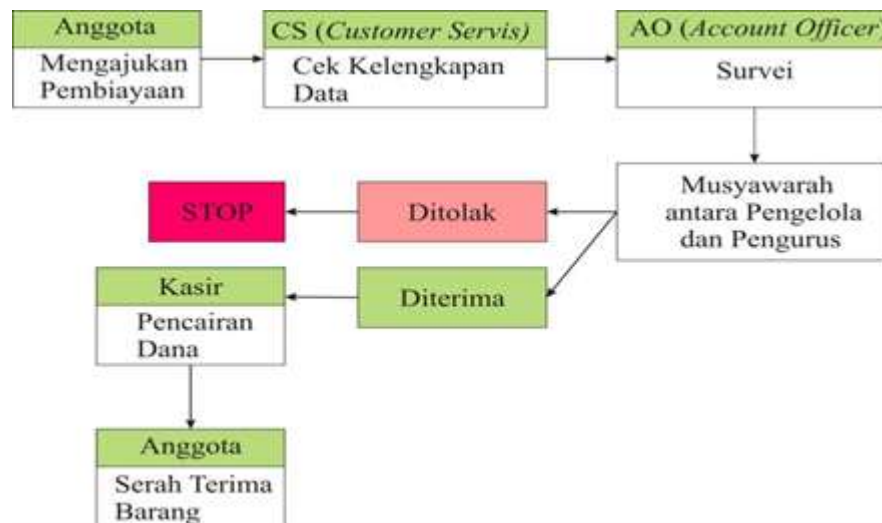 Anggota
Mengajukan
Pembiayaan
CS (Customer Servis)
Cek Kelengkapan
Data
AO (Account Officer)
Survei
Musyawarah
antara Pengelola
dan Pengurus
Ditolak
STOP
Diterima
Kasir
Pencairan
Dana
Anggota
Serah Terima
Barang